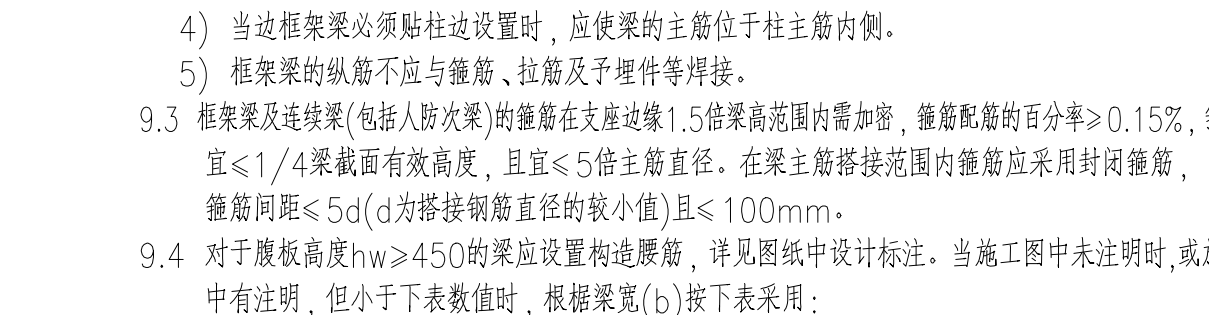 4) 当边框架梁必须贴柱边设置时，应使梁的主筋位于柱主筋内侧。
5) 框架梁的纵筋不应与箍筋、拉筋及予埋件等焊接。
9.3 框架梁及连续梁(包括人防次梁)的箍筋在支座边缘1.5倍梁高范围内需加密，箍筋配筋的百分率≥0.15%，
宜≤1/4梁截面有效高度，且宜≤5倍主筋直径。在梁主筋搭接范围内箍筋应采用封闭箍筋，
箍筋间距≤5d(d为搭接钢筋直径的较小值)且≤100mm。
9.4 对于腹板高度hw≥450的梁应设置构造腰筋，详见图纸中设计标注。当施工图中未注明时,或
中有注明，但小于下表数值时，根椐梁宽(b)按下表采用：